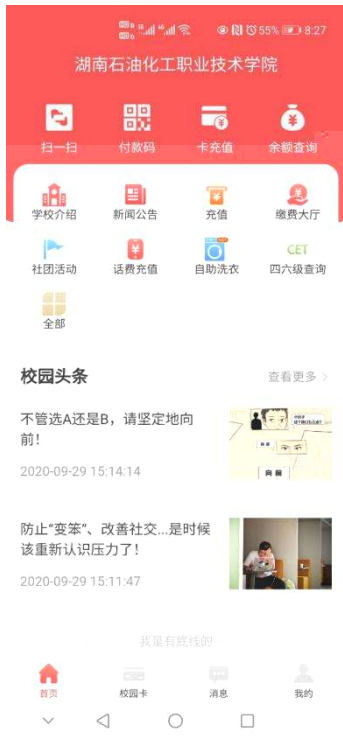 55% 8:27
湖南石油化工职业技术学院
扫一扫 付款码 卡充值 余额查询
学校介绍 新闻公告 充值 缴费大厅
社团活动 话费充值 自助洗衣 四六级查询
CET
全部
校园头条 查看更多
不管选A还是B，请坚定地向
前！
2020-09-29 15:14:14
向前
防止“变笨”、改善社交...是时候
该重新认识压力了！
2020-09-29 15:11:47
我是有底线的
首页 校园卡 消息 我的